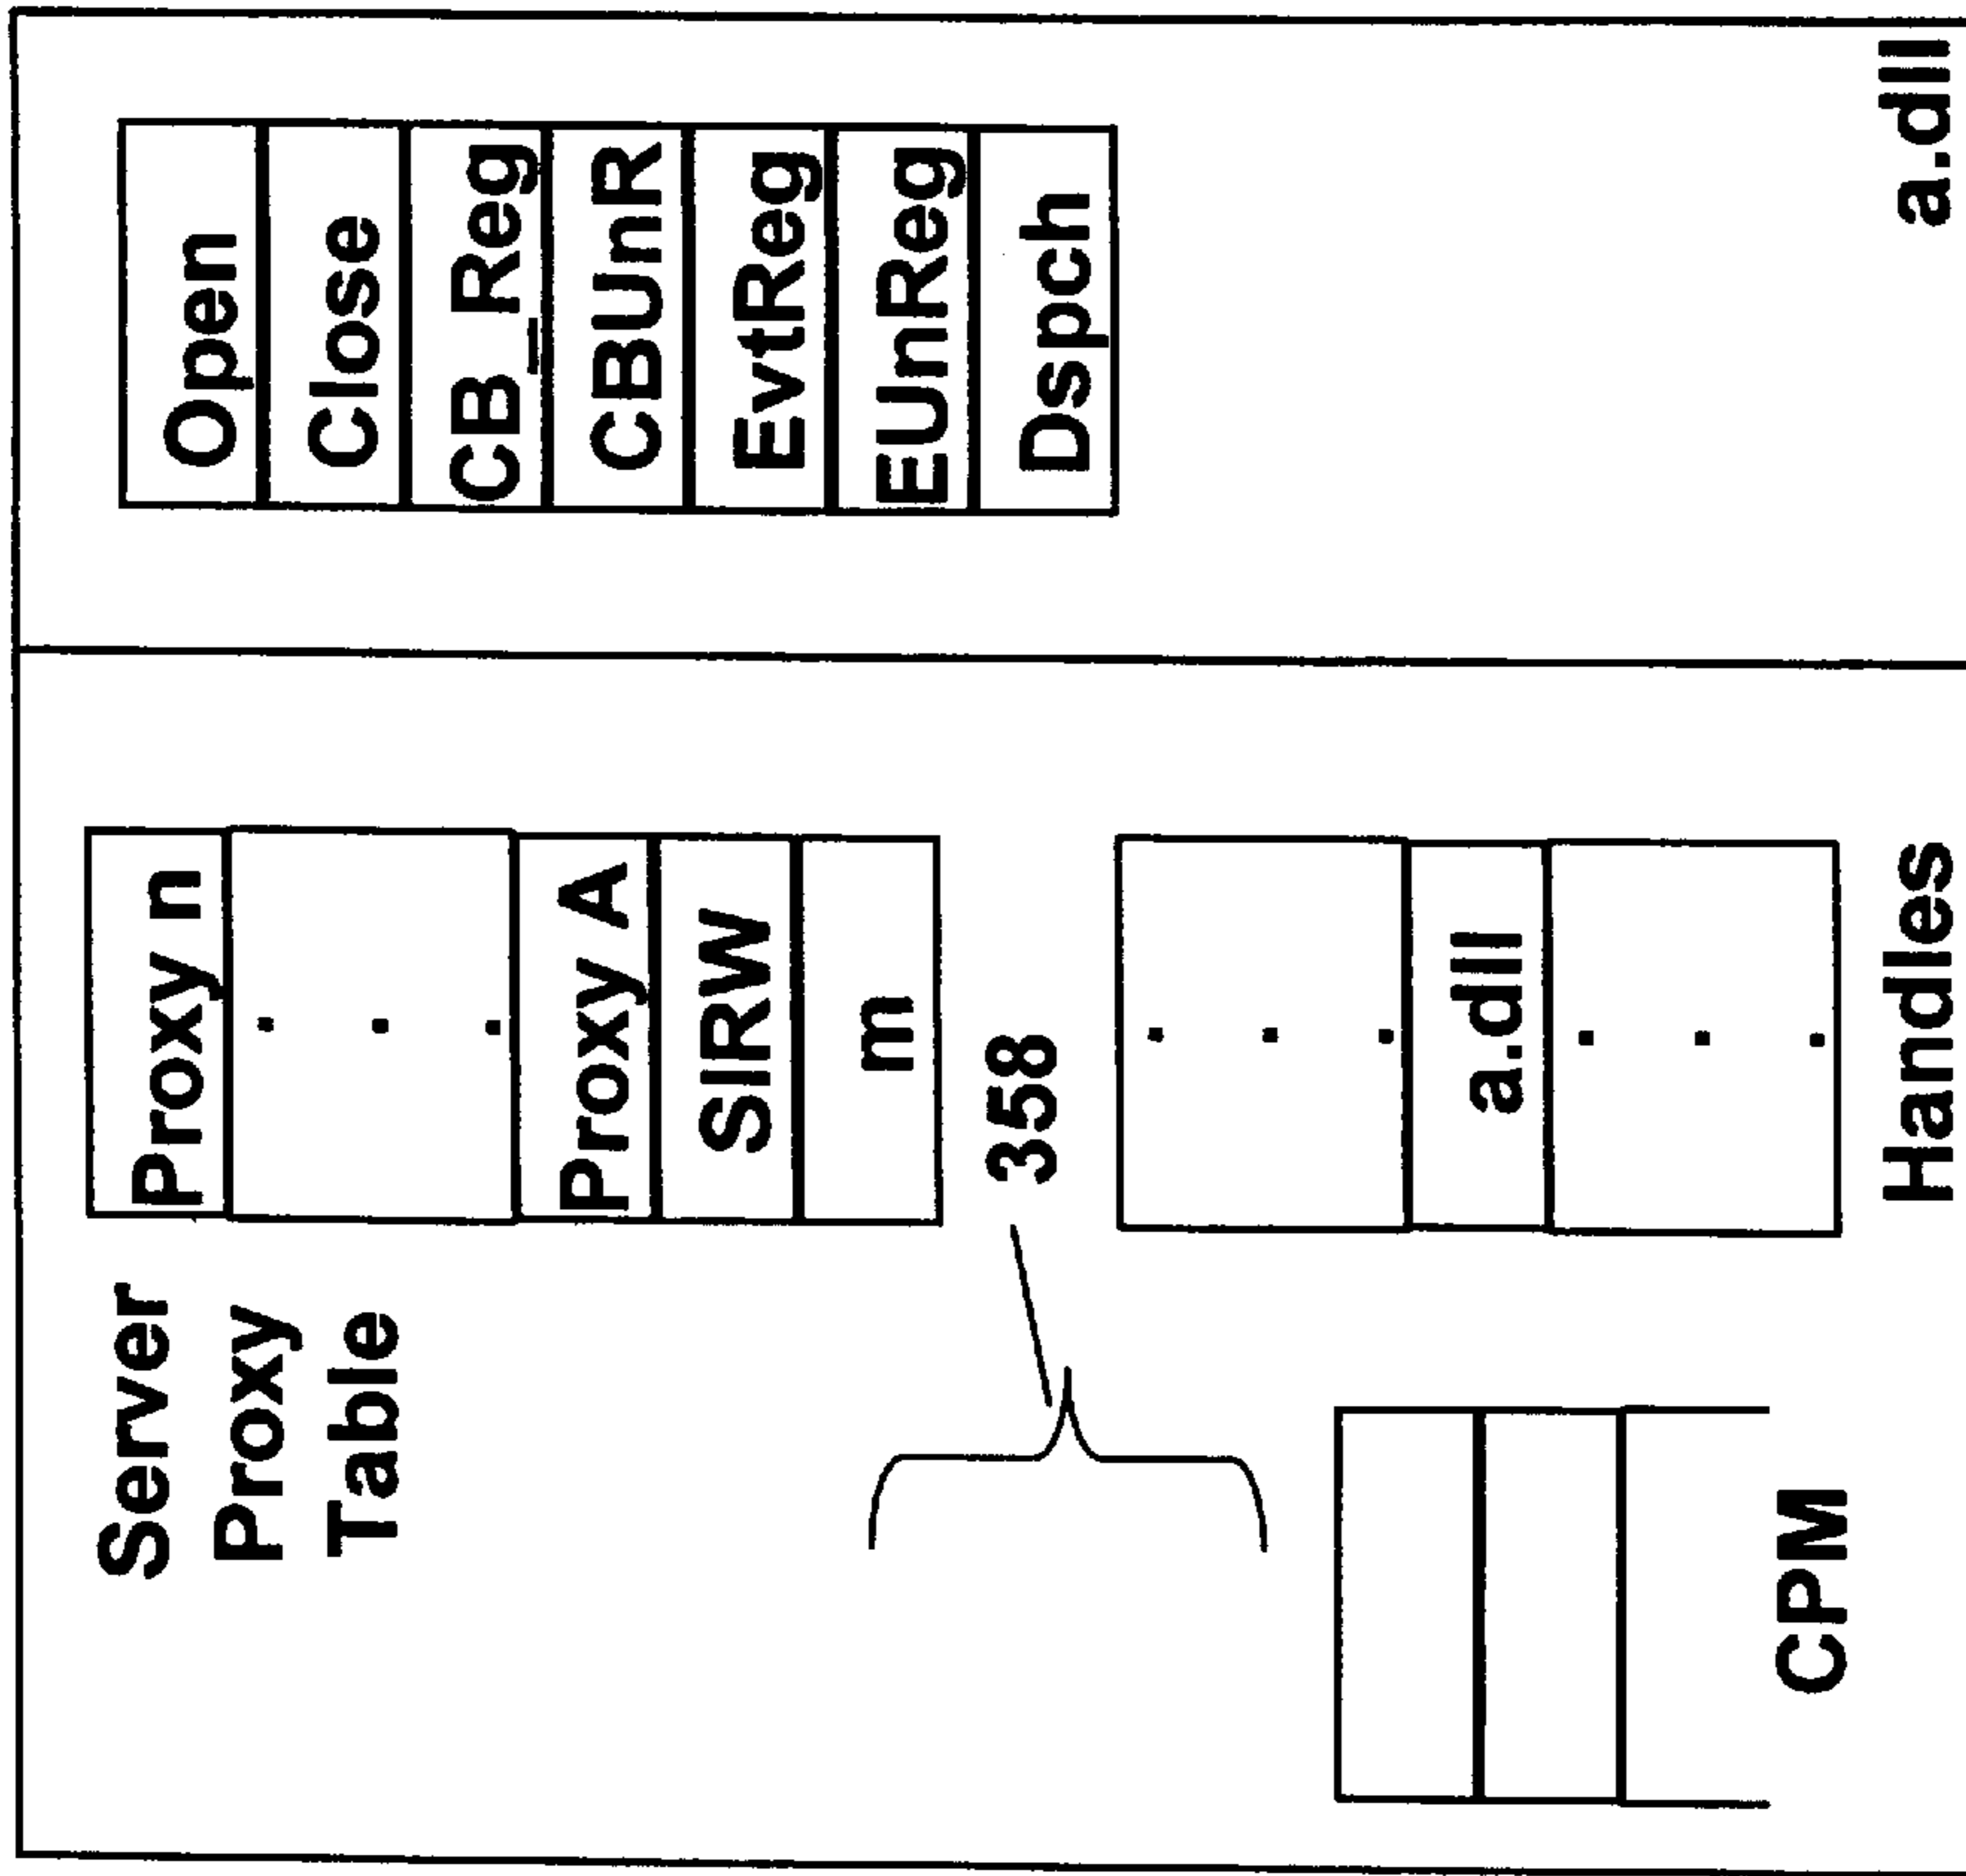 Server
Proxy
Table
Proxy n
Proxy A
SIRW
m
358
CPM
a.dll
Handles
Open
Close
CB_Reg
CBUnR
EvtReg
EUnReg
Dspch
a.dll